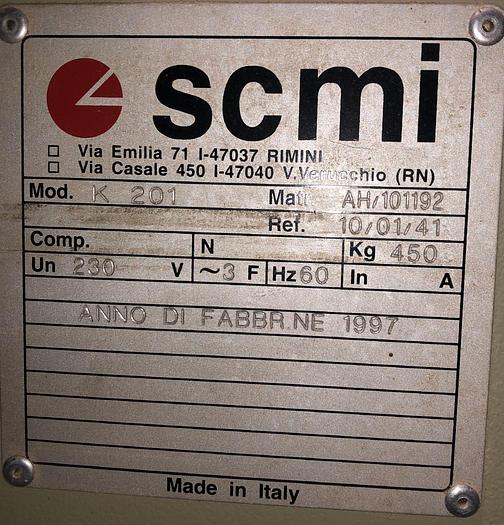 scmi
☐ Via Emilia 71 I-47037 RIMINI
☐ Via Casale 450 I-47040 V.Verucchio (RN)
Mod. K 201 Matr. AH/101192
Ref. 10/01/41
Comp. N Kg 450
Un 230 V ~3 F Hz 60 In A
ANNO DI FABBR.NE 1997
Made in Italy